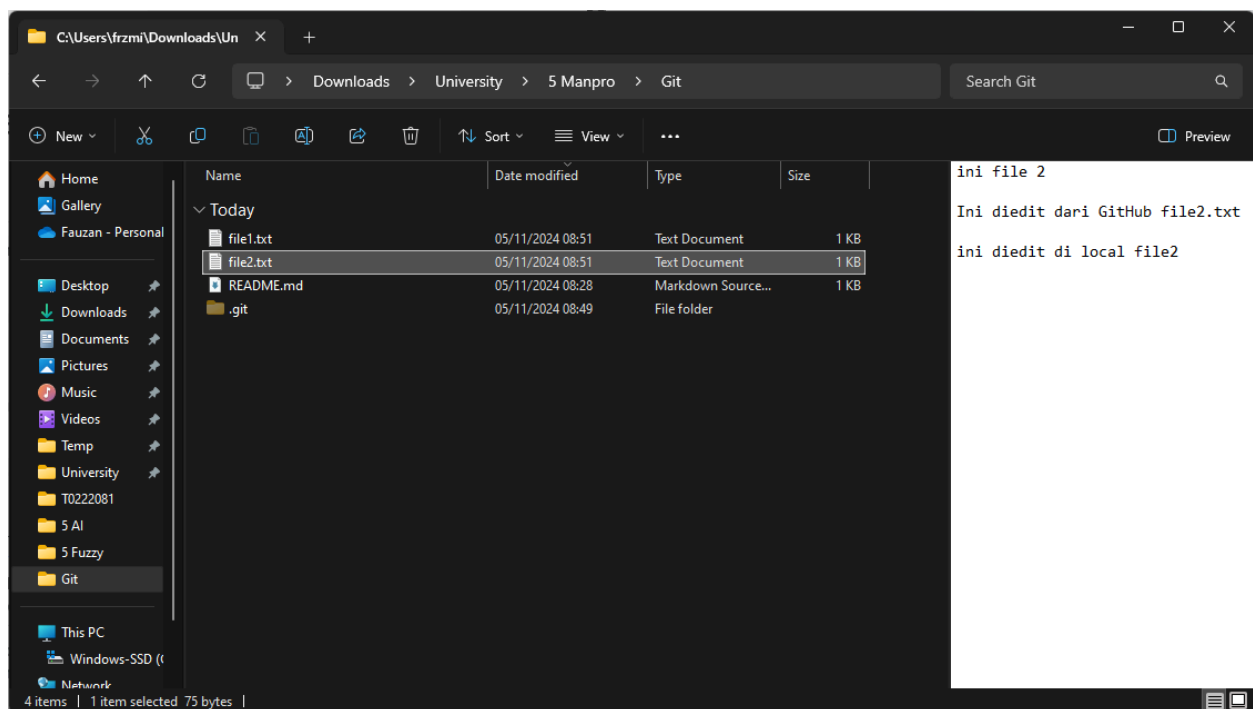 C:\Users\frzmi\Downloads\Un
Downloads > University > 5 Manpro > Git
Search Git
New
Sort
View
Preview
Home
Gallery
Fauzan - Personal
Desktop
Downloads
Documents
Pictures
Music
Videos
Temp
University
T0222081
5 AI
5 Fuzzy
Git
This PC
Windows-SSD (
Network
Name Date modified Type Size
Today
file1.txt 05/11/2024 08:51 Text Document 1 KB
file2.txt 05/11/2024 08:51 Text Document 1 KB
README.md 05/11/2024 08:28 Markdown Source... 1 KB
.git 05/11/2024 08:49 File folder
ini file 2
Ini diedit dari GitHub file2.txt
ini diedit di local file2
4 items | 1 item selected 75 bytes |